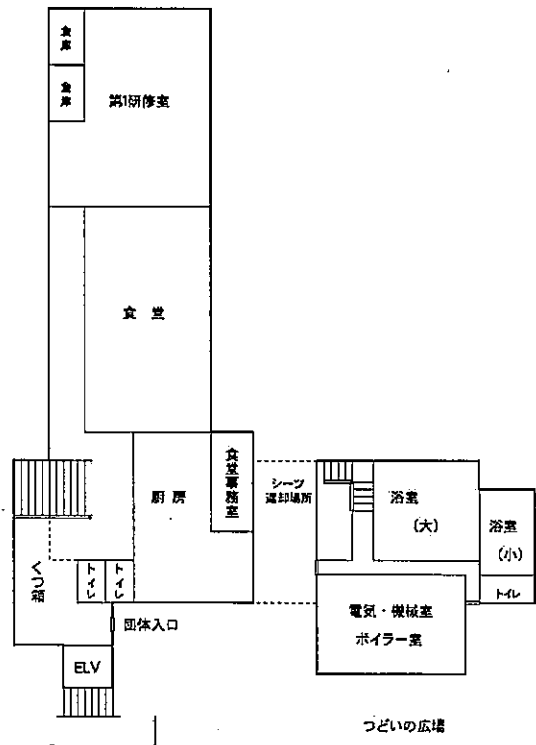 倉庫
倉庫
第1研修室
食堂
食堂事務室
厨房
シーツ
返却場所
浴室
(大)
浴室
(小)
くつ箱
トイレ
トイレ
トイレ
団体入口
電気・機械室
ボイラー室
ELV
つどいの広場